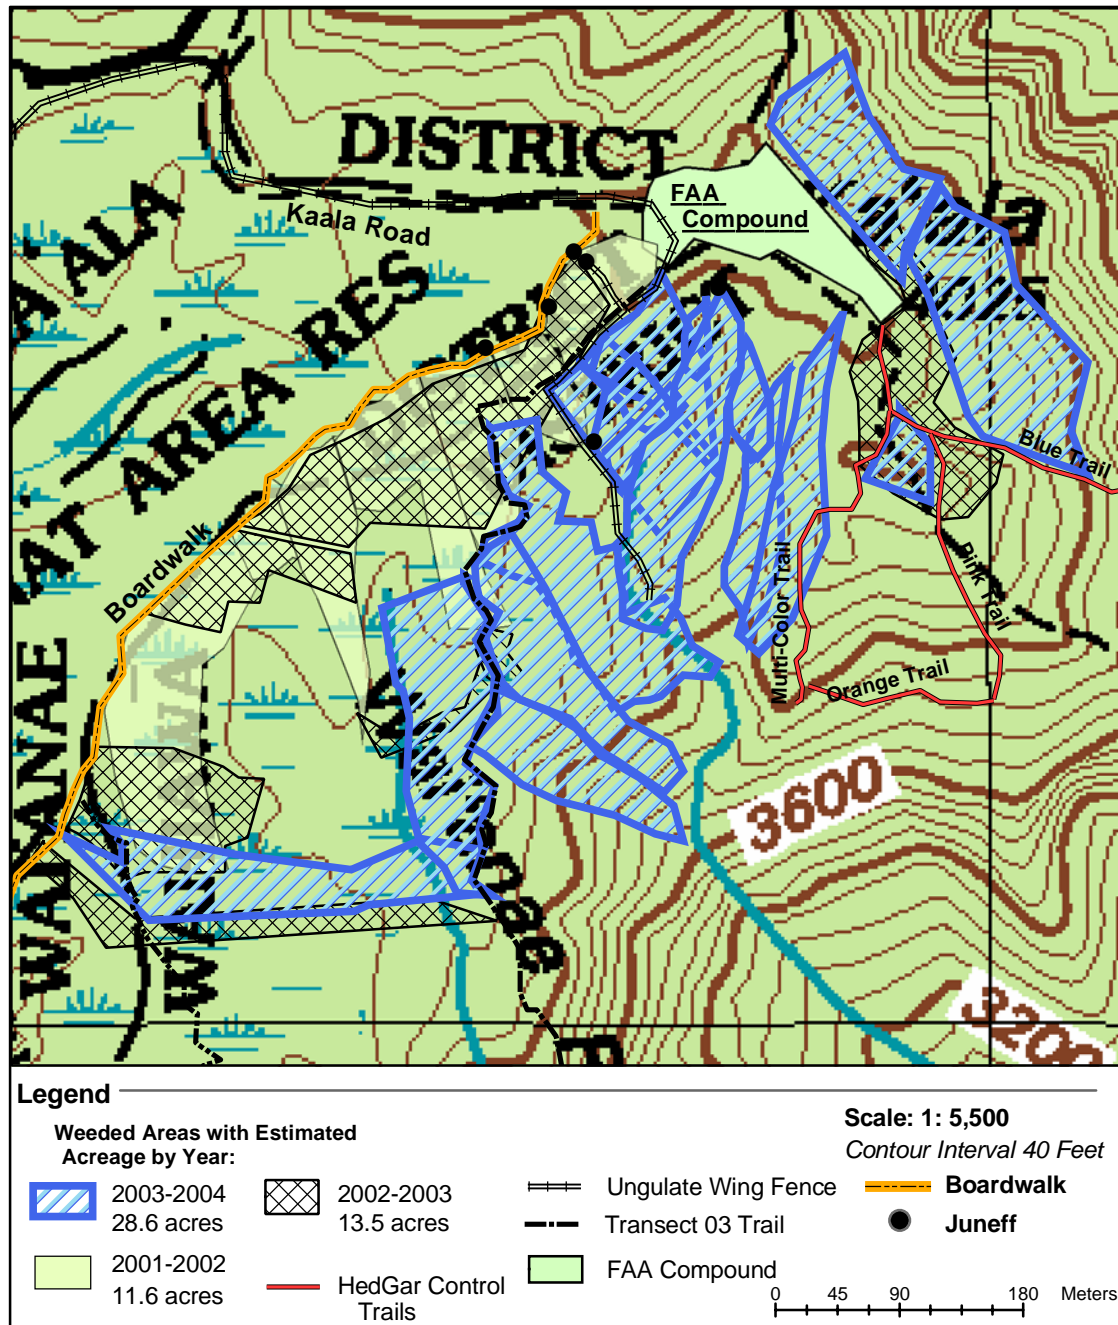 DISTRICT
KAALA
NAT AREA RES
FAA
Compound
Kaala Road
Boardwalk
Blue Trail
Pink Trail
Multi-Color Trail
Orange Trail
WAIANAE
3600
3200
Legend
Weeded Areas with Estimated
Acreage by Year:
2003-2004
28.6 acres
2001-2002
11.6 acres
2002-2003
13.5 acres
HedGar Control
Trails
Ungulate Wing Fence
Transect 03 Trail
FAA Compound
Scale: 1: 5,500
Contour Interval 40 Feet
Boardwalk
Juneff
0 45 90 180 Meters